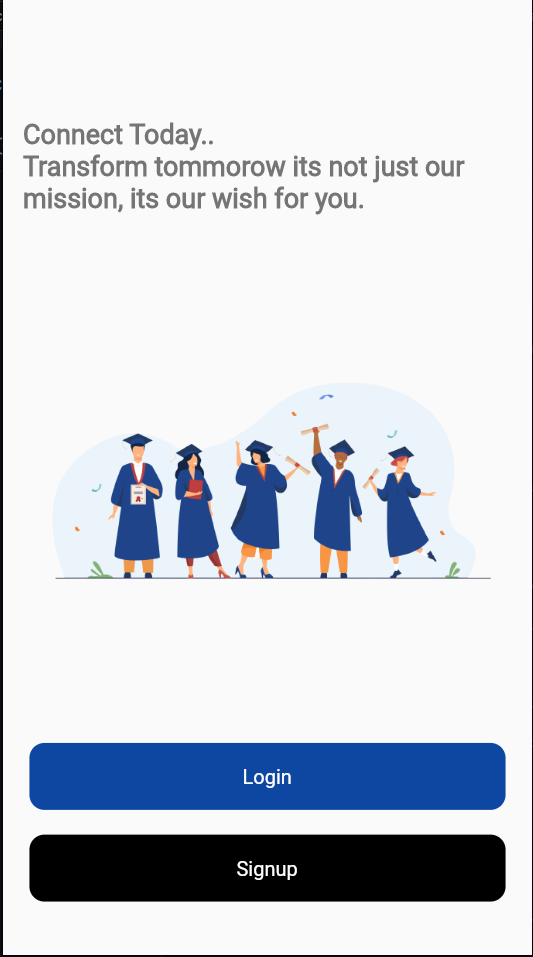 Connect Today..
Transform tommorow its not just our
mission, its our wish for you.
Login
Signup